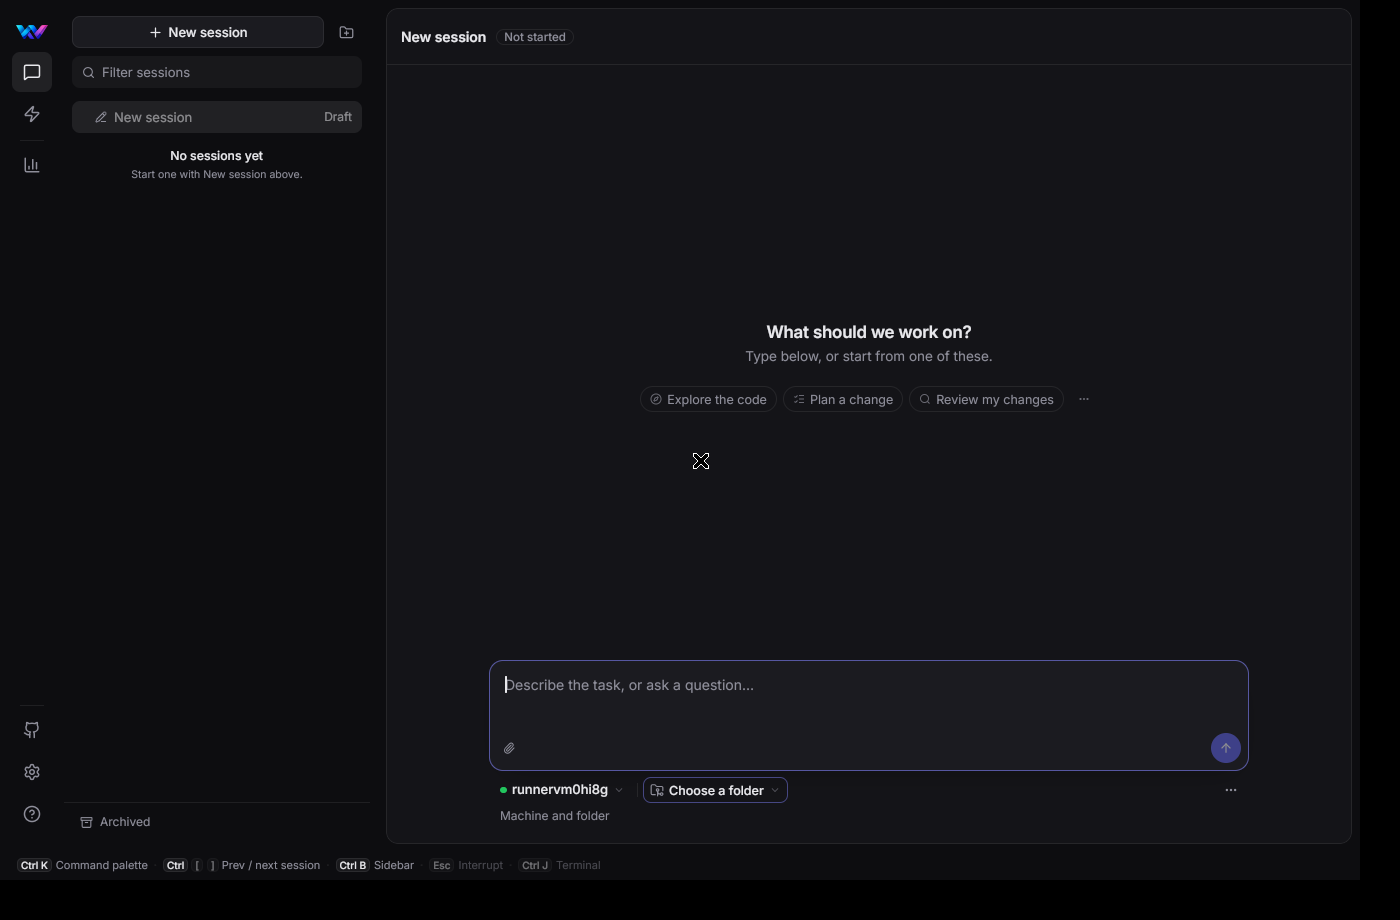 New session
Filter sessions
New session Draft
No sessions yet
Start one with New session above.
Archived
New session Not started
What should we work on?
Type below, or start from one of these.
Explore the code Plan a change Review my changes
Describe the task, or ask a question...
runnervm0hi8g Choose a folder
Machine and folder
Ctrl K Command palette · Ctrl [ ] Prev / next session · Ctrl B Sidebar · Esc Interrupt · Ctrl J Terminal